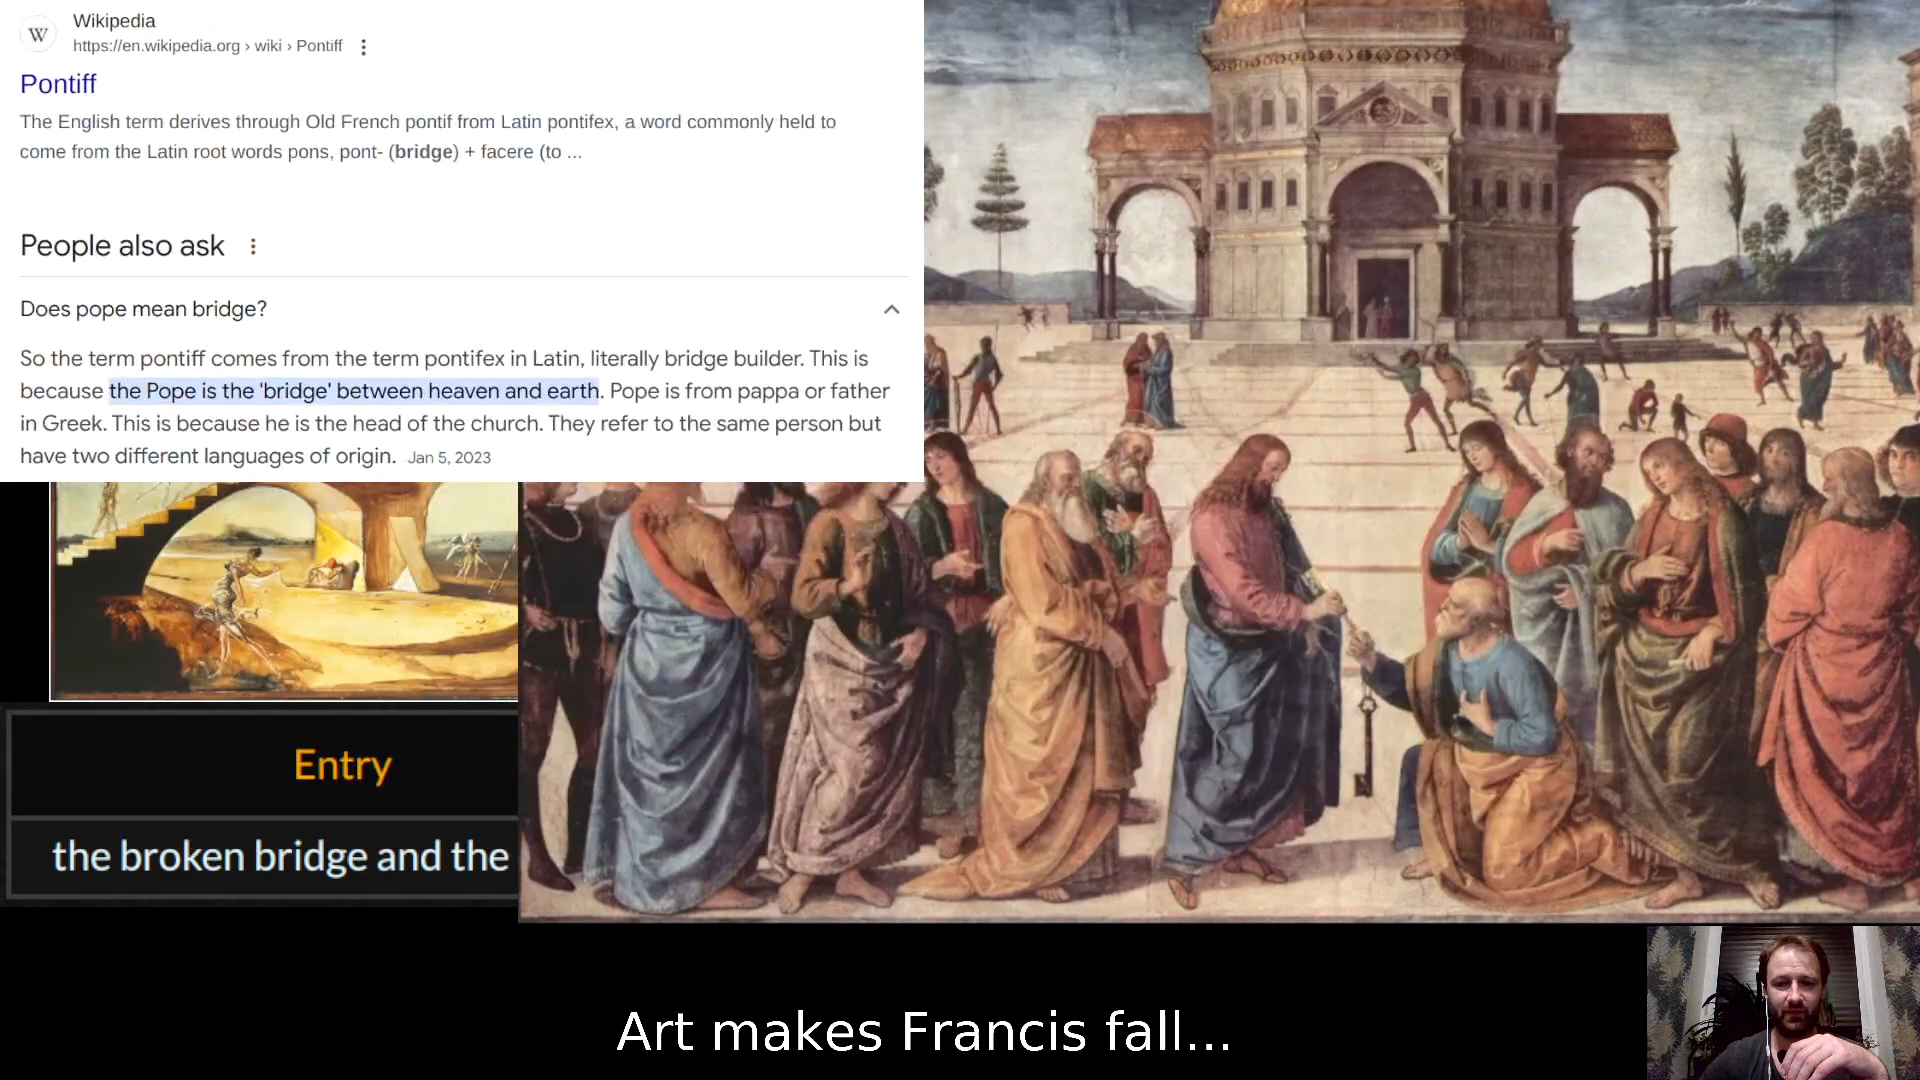 W
Wikipedia
https://en.wikipedia.org › wiki › Pontiff
Pontiff
The English term derives through Old French pontif from Latin pontifex, a word commonly held to
come from the Latin root words pons, pont- (bridge) + facere (to ...
People also ask
Does pope mean bridge?
So the term pontiff comes from the term pontifex in Latin, literally bridge builder. This is
because the Pope is the 'bridge' between heaven and earth. Pope is from pappa or father
in Greek. This is because he is the head of the church. They refer to the same person but
have two different languages of origin. Jan 5, 2023
Entry
the broken bridge and the
Art makes Francis fall...